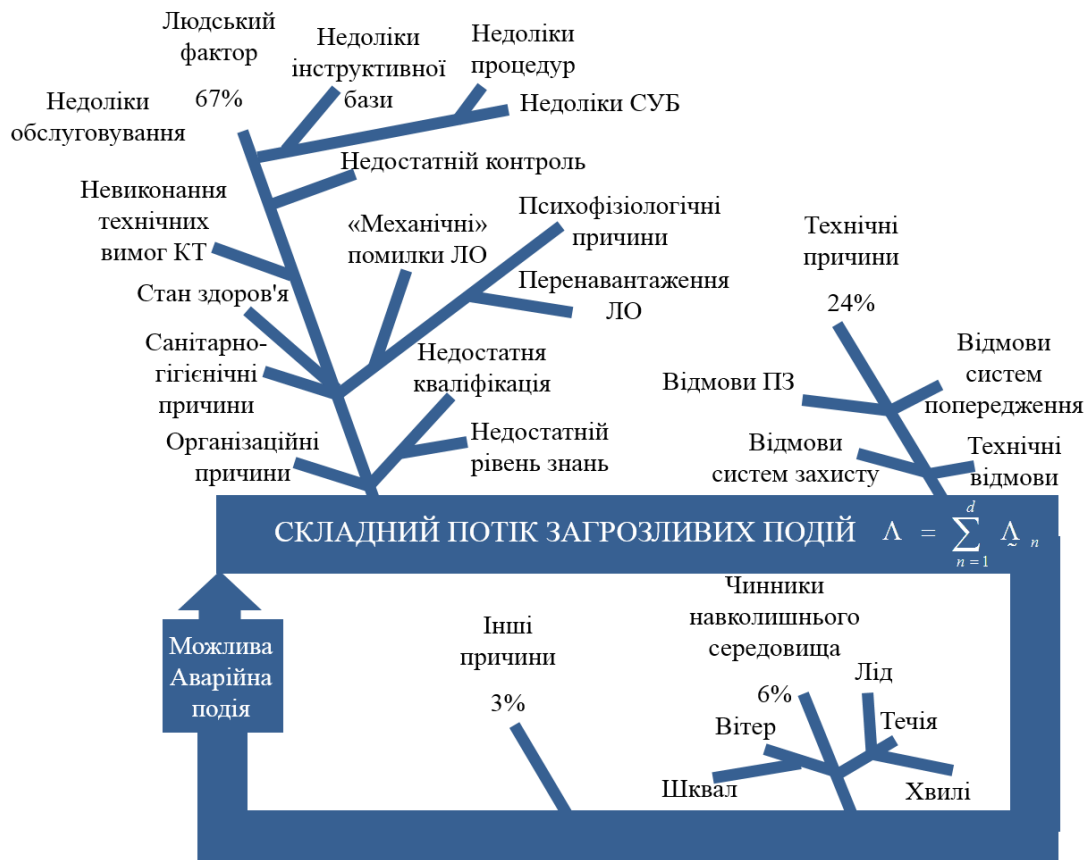 Людський
фактор
67%
Недоліки
інструктивної
бази
Недоліки
процедур
Недоліки СУБ
Недоліки
обслуговування
Недостатній контроль
Невиконання
технічних
вимог КТ
«Механічні»
помилки ЛО
Психофізіологічні
причини
Перенавантаження
ЛО
Стан здоров'я
Санітарно-
гігієнічні
причини
Недостатня
кваліфікація
Організаційні
причини
Недостатній
рівень знань
Технічні
причини
24%
Відмови ПЗ
Відмови
систем
попередження
Відмови
систем захисту
Технічні
відмови
СКЛАДНИЙ ПОТІК ЗАГРОЗЛИВИХ ПОДІЙ Λ = ∑ Λ n
d
n = 1
~
Можлива
Аварійна
подія
Інші
причини
3%
Чинники
навколишнього
середовища
6%
Лід
Вітер
Течія
Шквал
Хвилі